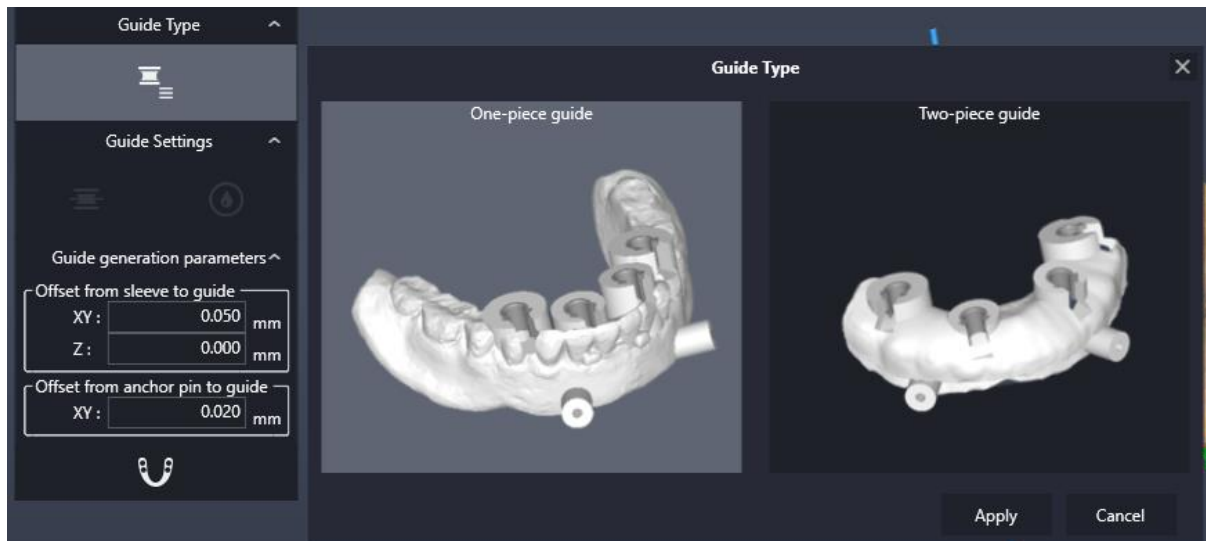 Guide Type
Guide Settings
Guide generation parameters
Offset from sleeve to guide
XY : 0.050 mm
Z : 0.000 mm
Offset from anchor pin to guide
XY : 0.020 mm
Guide Type
One-piece guide
Two-piece guide
Apply Cancel